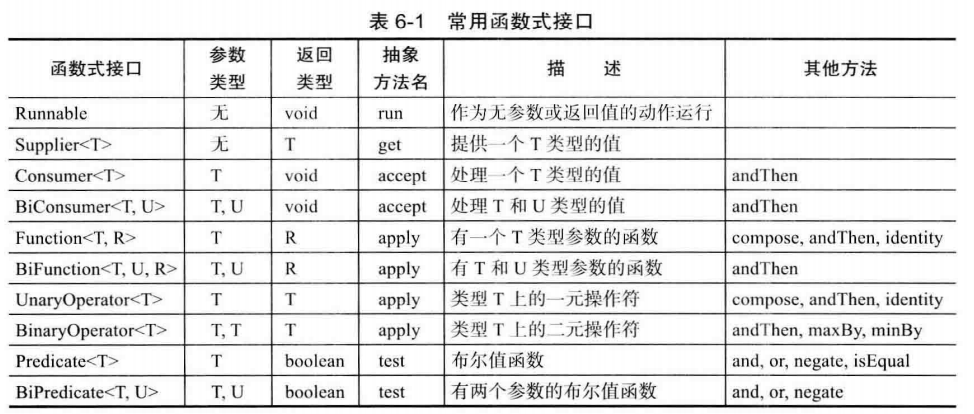 表 6-1 常用函数式接口
函数式接口 参数类型 返回类型 抽象方法名 描 述 其他方法
Runnable 无 void run 作为无参数或返回值的动作运行
Supplier<T> 无 T get 提供一个 T 类型的值
Consumer<T> T void accept 处理一个 T 类型的值 andThen
BiConsumer<T, U> T, U void accept 处理 T 和 U 类型的值 andThen
Function<T, R> T R apply 有一个 T 类型参数的函数 compose, andThen, identity
BiFunction<T, U, R> T, U R apply 有 T 和 U 类型参数的函数 andThen
UnaryOperator<T> T T apply 类型 T 上的一元操作符 compose, andThen, identity
BinaryOperator<T> T, T T apply 类型 T 上的二元操作符 andThen, maxBy, minBy
Predicate<T> T boolean test 布尔值函数 and, or, negate, isEqual
BiPredicate<T, U> T, U boolean test 有两个参数的布尔值函数 and, or, negate